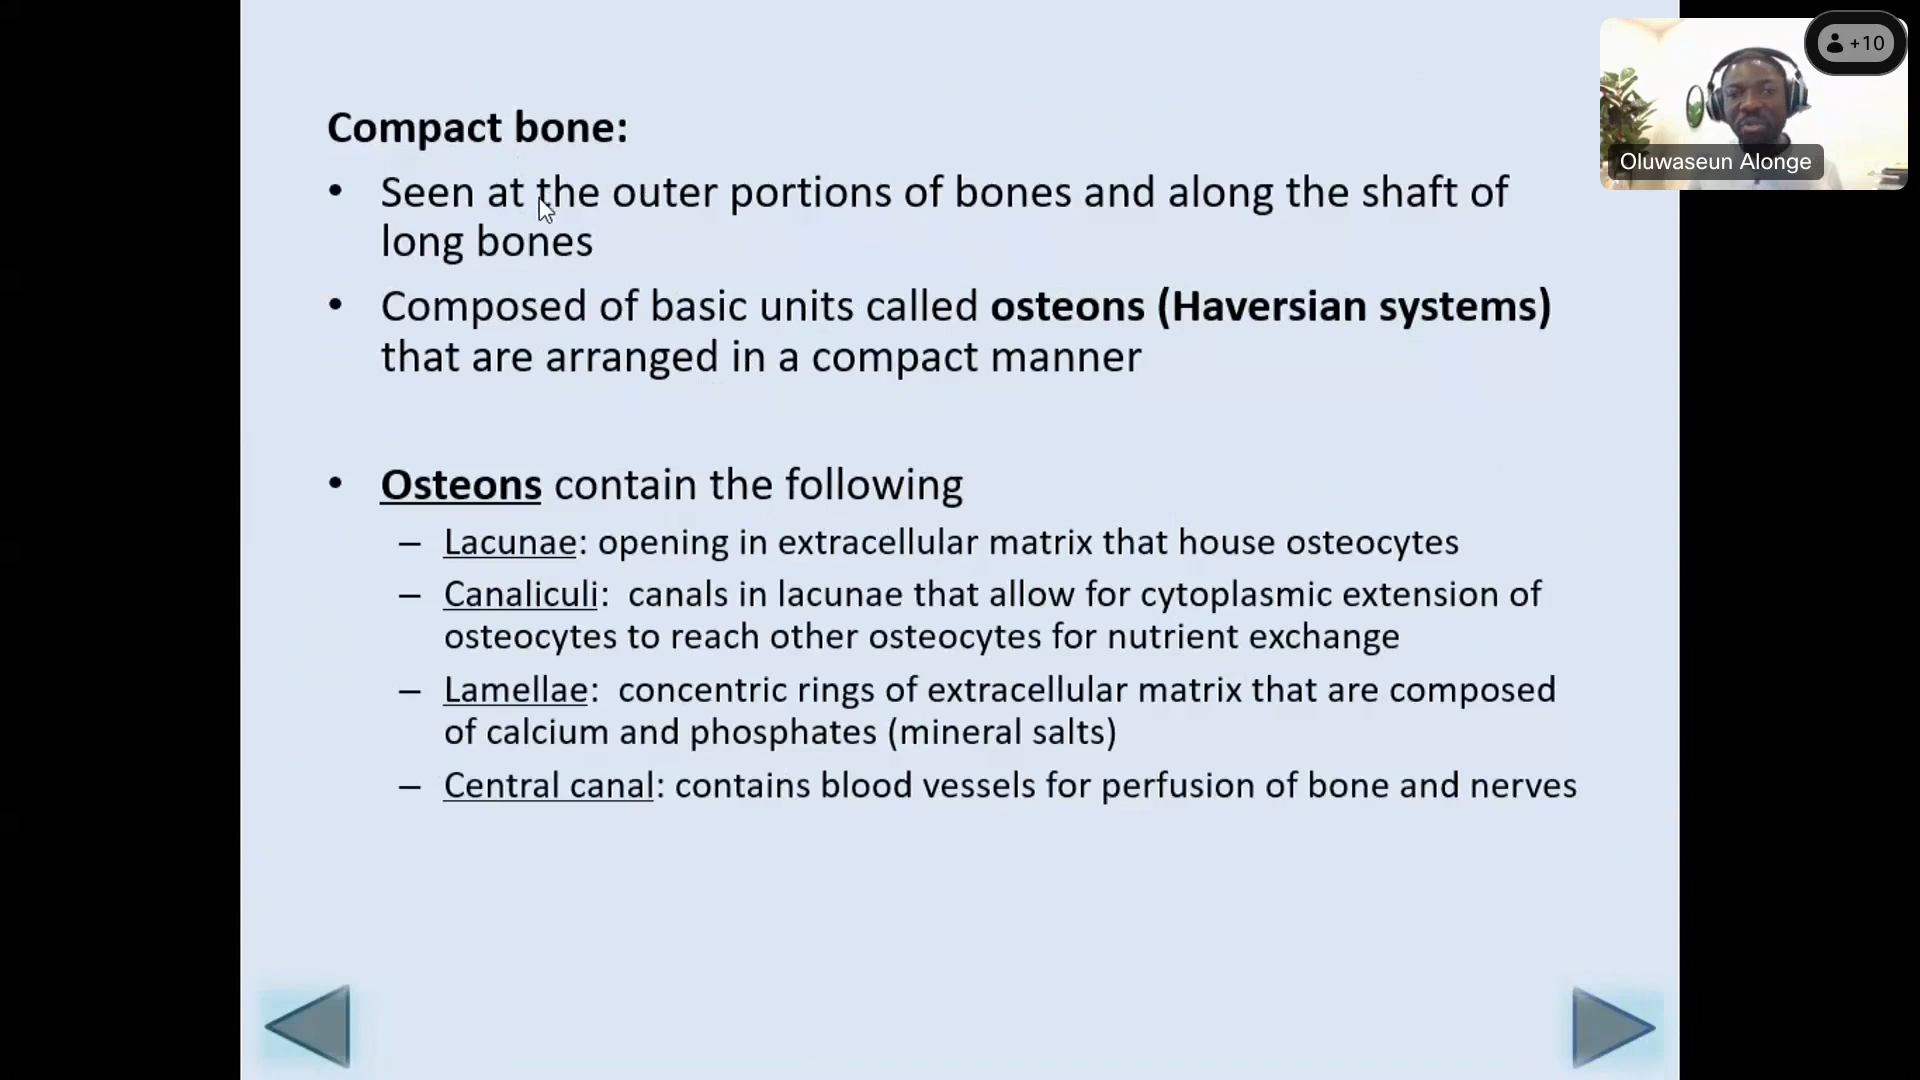 Compact bone:
• Seen at the outer portions of bones and along the shaft of
long bones
• Composed of basic units called osteons (Haversian systems)
that are arranged in a compact manner
• Osteons contain the following
– Lacunae: opening in extracellular matrix that house osteocytes
– Canaliculi:  canals in lacunae that allow for cytoplasmic extension of
osteocytes to reach other osteocytes for nutrient exchange
– Lamellae:  concentric rings of extracellular matrix that are composed
of calcium and phosphates (mineral salts)
– Central canal: contains blood vessels for perfusion of bone and nerves
+10
Oluwaseun Alonge